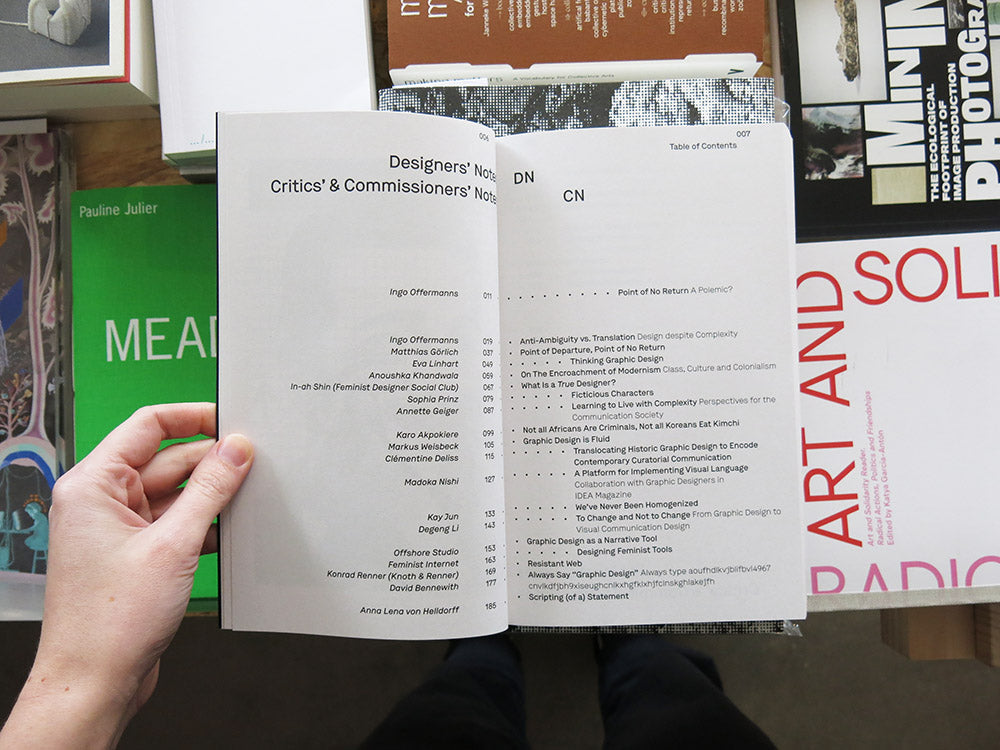 Janneke W
A Vocabulary for Collective Arts
MINING
THE ECOLOGICAL
FOOTPRINT OF
IMAGE PRODUCTION
Pauline Julier
006
Designers' Note
Critics' & Commissioners' Note
Ingo Offermanns 011
Ingo Offermanns 019
Matthias Görlich 037
Eva Linhart 049
Anoushka Khandwala 059
In-ah Shin (Feminist Designer Social Club) 067
Sophia Prinz 079
Annette Geiger 087
Karo Akpokiere 099
Markus Weisbeck 105
Clémentine Deliss 115
Madoka Nishi 127
Kay Jun 133
Degeng Li 143
Offshore Studio 153
Feminist Internet 163
Konrad Renner (Knoth & Renner) 169
David Bennewith 177
Anna Lena von Helldorff 185
007
Table of Contents
DN
CN
Point of No Return A Polemic?
Anti-Ambiguity vs. Translation Design despite Complexity
Point of Departure, Point of No Return
Thinking Graphic Design
On The Encroachment of Modernism Class, Culture and Colonialism
What Is a True Designer?
Ficticious Characters
Learning to Live with Complexity Perspectives for the
Communication Society
Not all Africans Are Criminals, Not all Koreans Eat Kimchi
Graphic Design is Fluid
Translocating Historic Graphic Design to Encode
Contemporary Curatorial Communication
A Platform for Implementing Visual Language
Collaboration with Graphic Designers in
IDEA Magazine
We've Never Been Homogenized
To Change and Not to Change From Graphic Design to
Visual Communication Design
Graphic Design as a Narrative Tool
Designing Feminist Tools
Resistant Web
Always Say "Graphic Design" Always type aoufhdlkvjblifbvl4967
cnvlkdfjbh9xiseughcnlkxhgfklxhjfcinskghlakejfh
Scripting (of a) Statement
ART AND
SOLI
Art and Solidarity Reader.
Radical Actions, Politics and Friendships
Edited by Katya García-Antón
RADIC